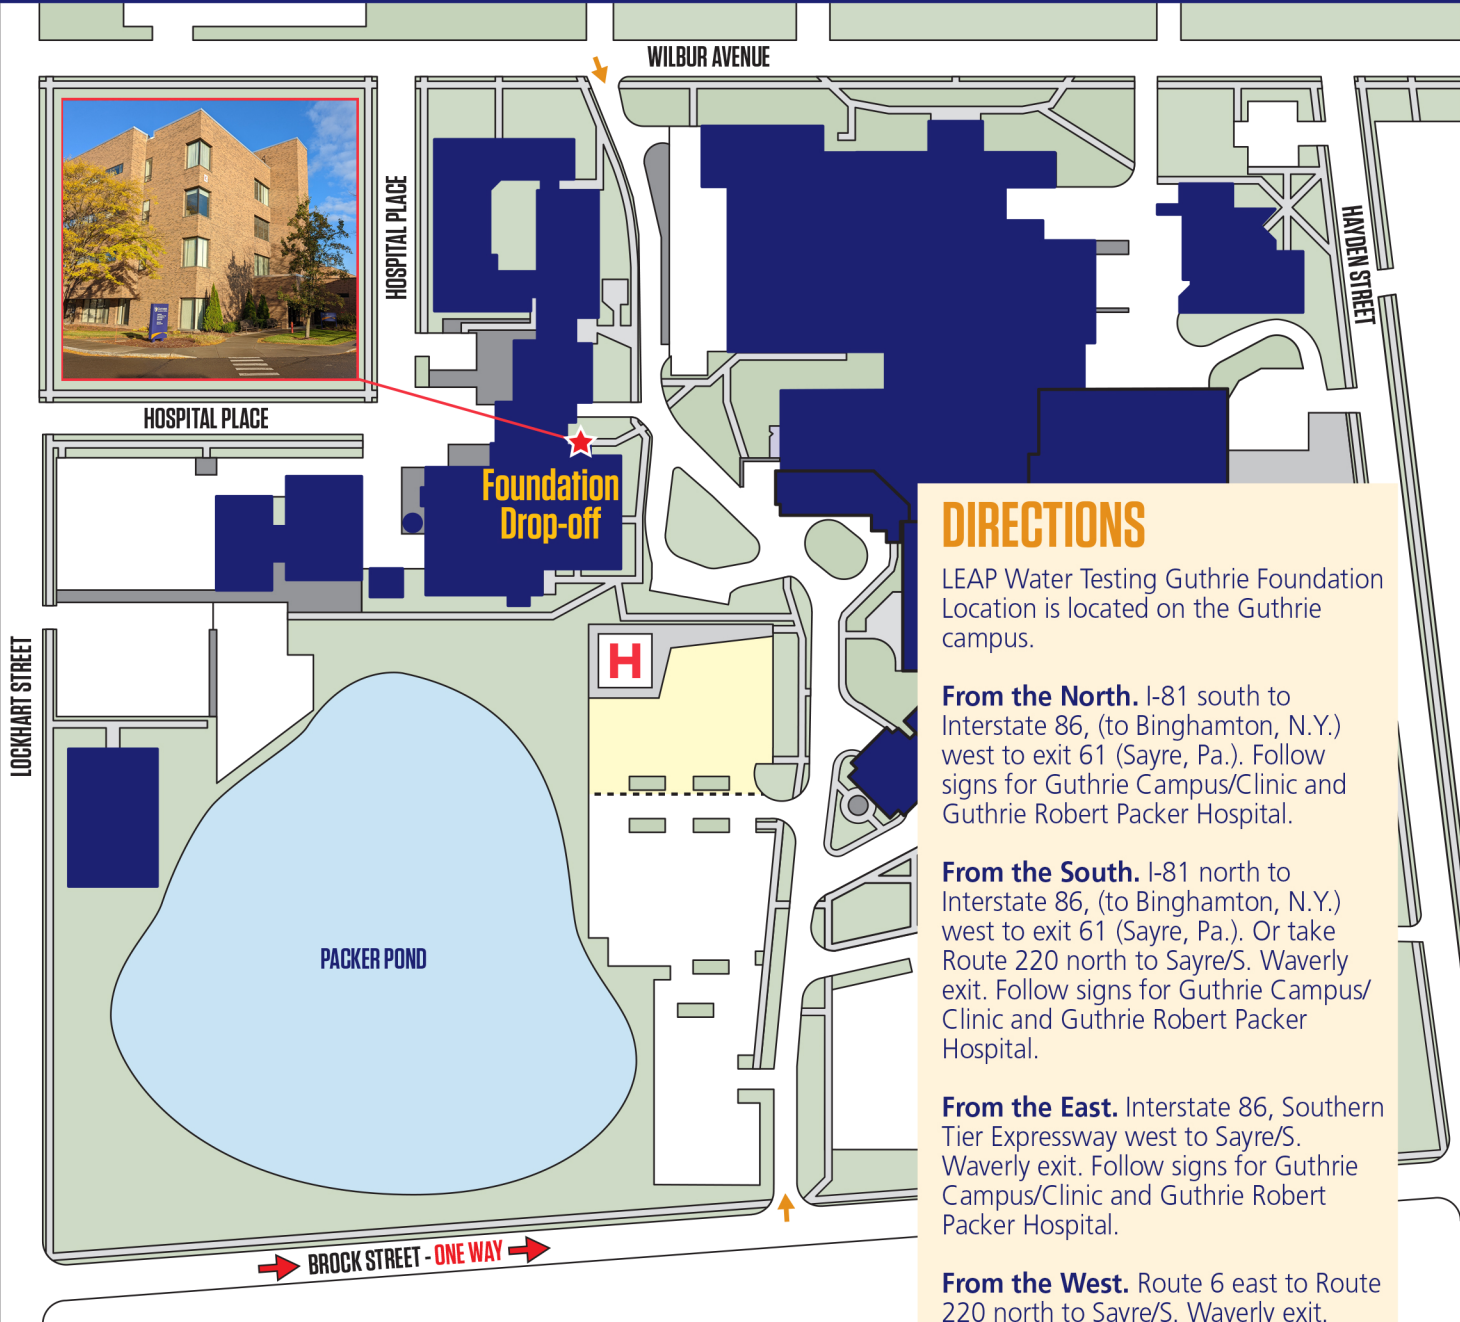 WILBUR AVENUE
HOSPITAL PLACE
HAYDEN STREET
HOSPITAL PLACE
Foundation
Drop-off
LOCKHART STREET
H
PACKER POND
BROCK STREET - ONE WAY
DIRECTIONS
LEAP Water Testing Guthrie Foundation
Location is located on the Guthrie
campus.
From the North. I-81 south to
Interstate 86, (to Binghamton, N.Y.)
west to exit 61 (Sayre, Pa.). Follow
signs for Guthrie Campus/Clinic and
Guthrie Robert Packer Hospital.
From the South. I-81 north to
Interstate 86, (to Binghamton, N.Y.)
west to exit 61 (Sayre, Pa.). Or take
Route 220 north to Sayre/S. Waverly
exit. Follow signs for Guthrie Campus/
Clinic and Guthrie Robert Packer
Hospital.
From the East. Interstate 86, Southern
Tier Expressway west to Sayre/S.
Waverly exit. Follow signs for Guthrie
Campus/Clinic and Guthrie Robert
Packer Hospital.
From the West. Route 6 east to Route
220 north to Sayre/S. Waverly exit.